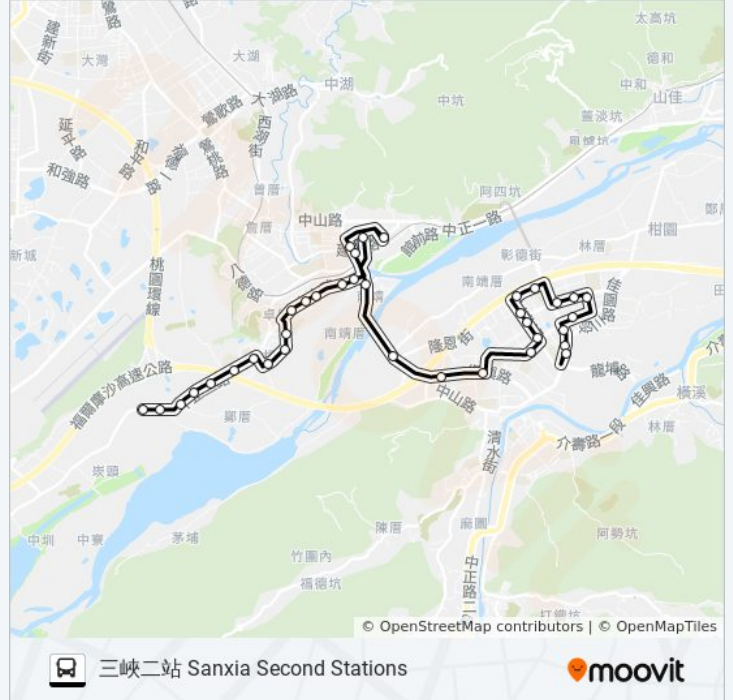 鶯路
建新街
大灣
大湖
太高坑
德和
中湖
中和
山佳
鶯歌路
大湖路
中坑
延平路
和平路
福德一路
鶯桃路
西湖街
和強路
曾厝
阿四坑
中山路
柑園
詹厝
館前路
中正一路
林厝
新城
彰德街
桃園環線
八德路
南靖厝
佳園路
南靖厝
隆恩街
福爾摩沙高速公路
龍埔路
介壽
中山路
佳興路
橫溪
鄒厝
林厝
清水街
介壽路一段
崁頭
陳厝
麻園
阿勢坑
中圳
中寮
茅埔
竹圍內
福德坑
中正路二
© OpenStreetMap contributors | © OpenMapTiles
三峽二站 Sanxia Second Stations
moovit